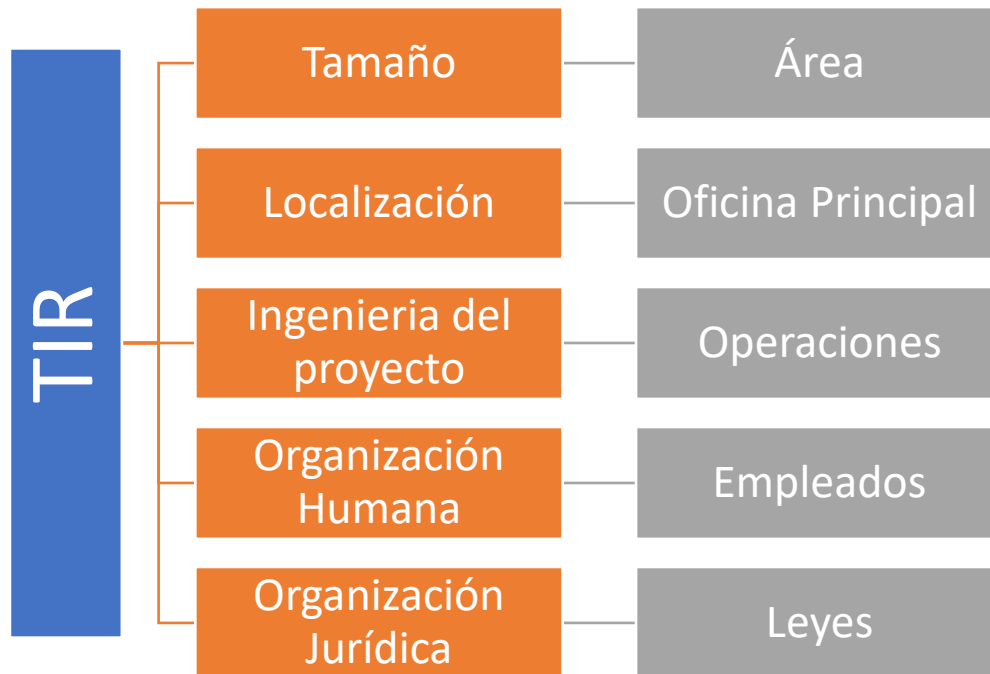 TIR
Tamaño
Área
Localización
Oficina Principal
Ingenieria del
proyecto
Operaciones
Organización
Humana
Empleados
Organización
Jurídica
Leyes